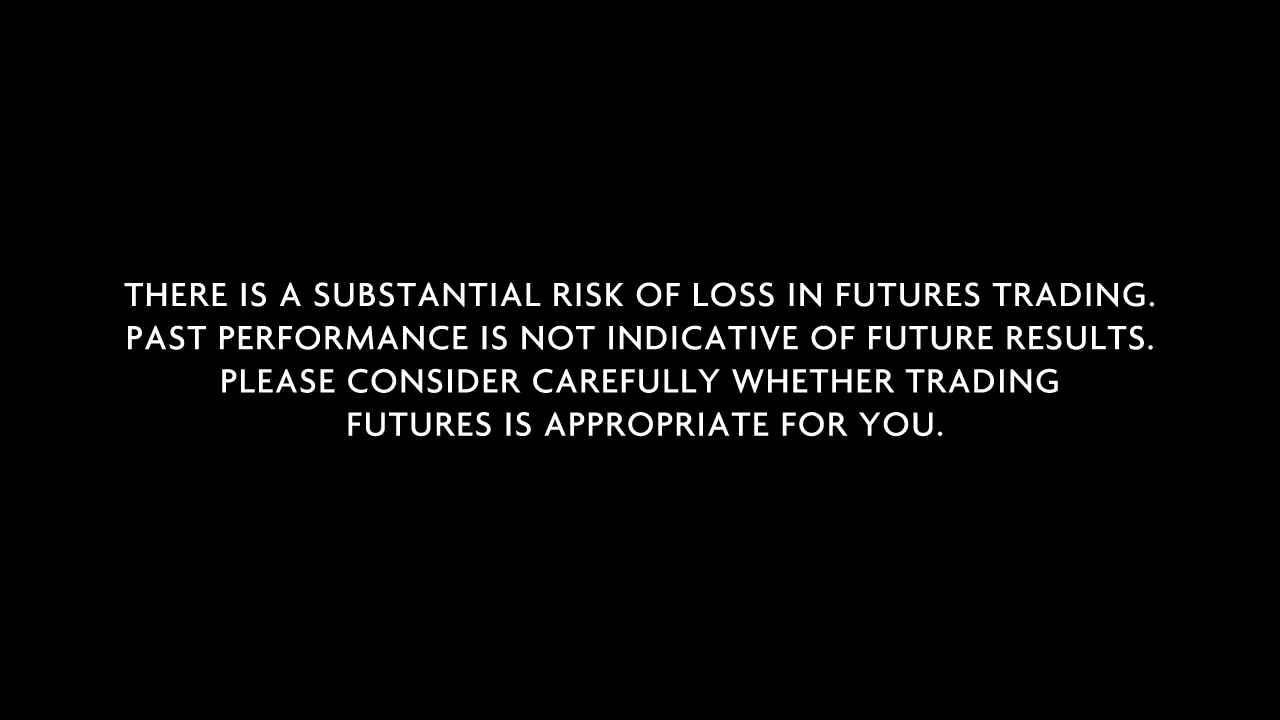 THERE IS A SUBSTANTIAL RISK OF LOSS IN FUTURES TRADING.
PAST PERFORMANCE IS NOT INDICATIVE OF FUTURE RESULTS.
PLEASE CONSIDER CAREFULLY WHETHER TRADING
FUTURES IS APPROPRIATE FOR YOU.